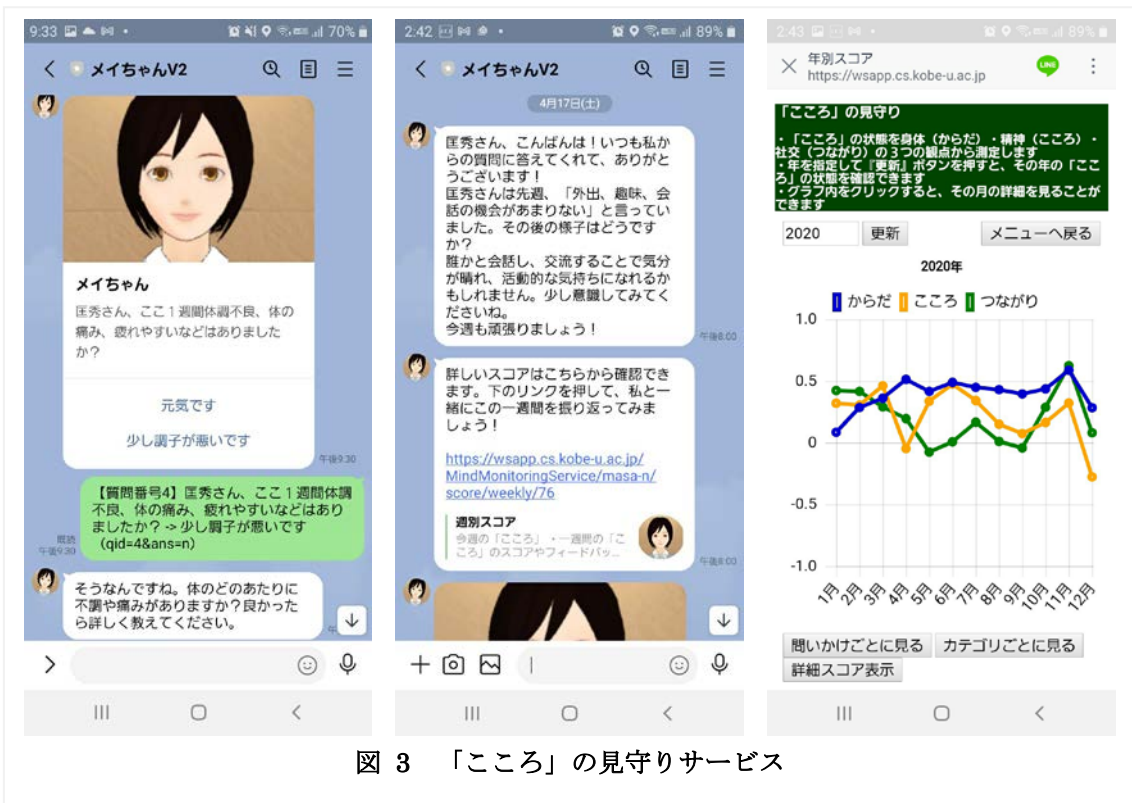 9:33 70%
メイちゃんV2
メイちゃん
匡秀さん、ここ１週間体調不良、体の
痛み、疲れやすいなどはありました
か？
元気です
少し調子が悪いです
午後9:30
【質問番号4】匡秀さん、ここ１週間体調
不良、体の痛み、疲れやすいなどはあり
ましたか？->少し調子が悪いです
（qid=4&ans=n）
既読
午後9:30
そうなんですね。体のどのあたりに
不調や痛みがありますか？良かった
ら詳しく教えてください。
2:42 89%
メイちゃんV2
4月17日(土)
匡秀さん、こんばんは！いつも私か
らの質問に答えてくれて、ありがと
うございます！
匡秀さんは先週、「外出、趣味、会
話の機会があまりない」と言ってい
ました。その後の様子はどうです
か？
誰かと会話し、交流することで気分
が晴れ、活動的な気持ちになれるか
もしれません。少し意識してみてく
ださいね。
今週も頑張りましょう！
午後8:00
詳しいスコアはこちらから確認でき
ます。下のリンクを押して、私と一
緒にこの一週間を振り返ってみま
しょう！
https://wsapp.cs.kobe-u.ac.jp/
MindMonitoringService/masa-n/
score/weekly/76
週別スコア
今週の「こころ」・一週間の「こ
ころ」のスコアやフィードバッ...
午後8:00
2:43 89%
年別スコア
https://wsapp.cs.kobe-u.ac.jp
LINE
「こころ」の見守り
・「こころ」の状態を身体（からだ）・精神（こころ）・
社交（つながり）の３つの観点から測定します
・年を指定して『更新』ボタンを押すと、その年の「ここ
ろ」の状態を確認できます
・グラフ内をクリックすると、その月の詳細を見ることが
できます
2020 更新 メニューへ戻る
2020年
からだ こころ つながり
1.0
0.5
0
-0.5
-1.0
1月 2月 3月 4月 5月 6月 7月 8月 9月 10月 11月 12月
問いかけごとに見る カテゴリごとに見る
詳細スコア表示
図 3 「こころ」の見守りサービス